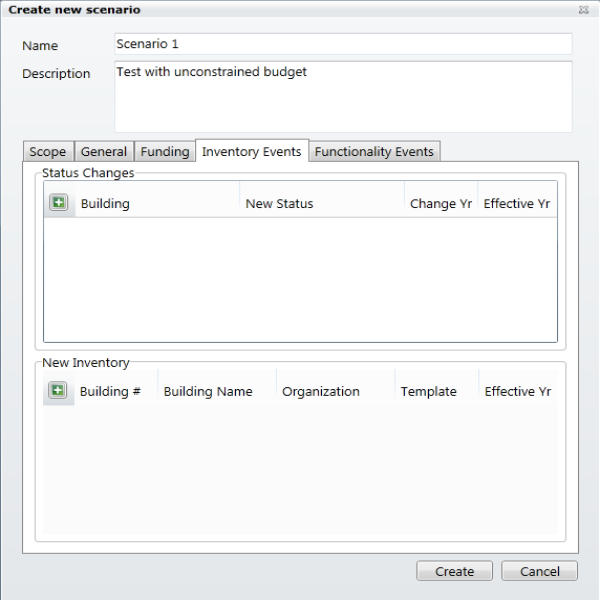 Create new scenario
Name Scenario 1
Description Test with unconstrained budget
Scope General Funding Inventory Events Functionality Events
Status Changes
Building New Status Change Yr Effective Yr
New Inventory
Building # Building Name Organization Template Effective Yr
Create Cancel